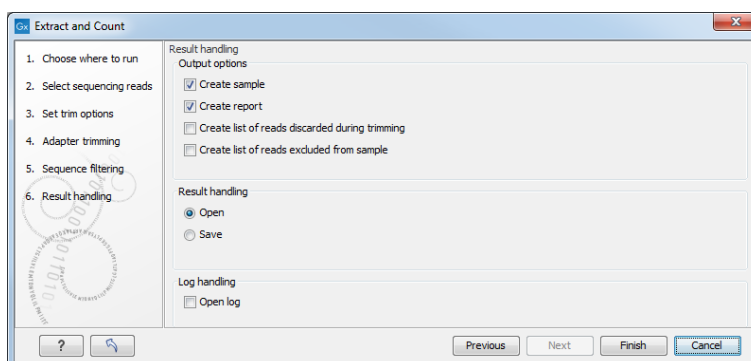 Gx Extract and Count
X
1. Choose where to run
2. Select sequencing reads
3. Set trim options
4. Adapter trimming
5. Sequence filtering
6. Result handling
Result handling
Output options
Create sample
Create report
Create list of reads discarded during trimming
Create list of reads excluded from sample
Result handling
Open
Save
Log handling
Open log
?
Previous
Next
Finish
Cancel